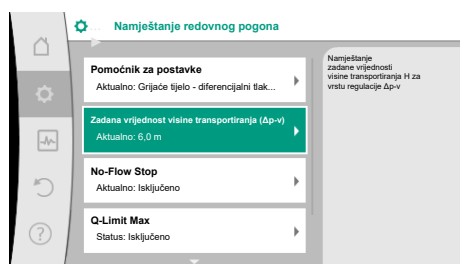 Namještanje redovnog pogona
Pomoćnik za postavke
Aktualno: Grijaće tijelo - diferencijalni tlak...
Zadana vrijednost visine transportiranja (Δp-v)
Aktualno: 6,0 m
No-Flow Stop
Aktualno: Isključeno
Q-Limit Max
Status: Isključeno
Namještanje
zadane vrijednosti
visine transportiranja H za
vrstu regulacije Δp-v